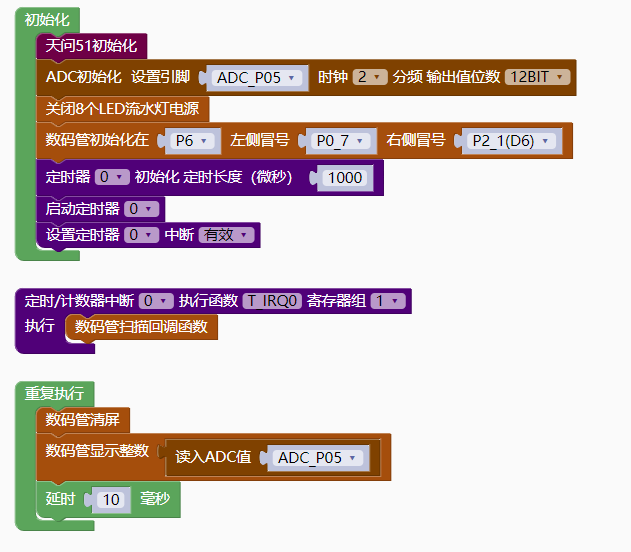 初始化
天问51初始化
ADC初始化 设置引脚 ADC_P05 时钟 2 分频 输出值位数 12BIT
关闭8个LED流水灯电源
数码管初始化在 P6 左侧冒号 P0_7 右侧冒号 P2_1(D6)
定时器 0 初始化 定时长度（微秒） 1000
启动定时器 0
设置定时器 0 中断 有效
定时/计数器中断 0 执行函数 T_IRQ0 寄存器组 1
执行 数码管扫描回调函数
重复执行
数码管清屏
数码管显示整数 读入ADC值 ADC_P05
延时 10 毫秒